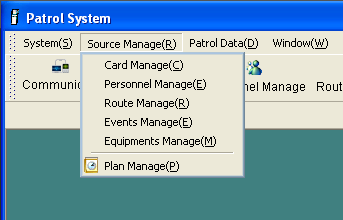 Patrol System
System(S) Source Manage(R) Patrol Data(D) Window(W)
Card Manage(C)
Personnel Manage(E)
Route Manage(R)
Events Manage(E)
Equipments Manage(M)
Plan Manage(P)
Communic nel Manage Rout